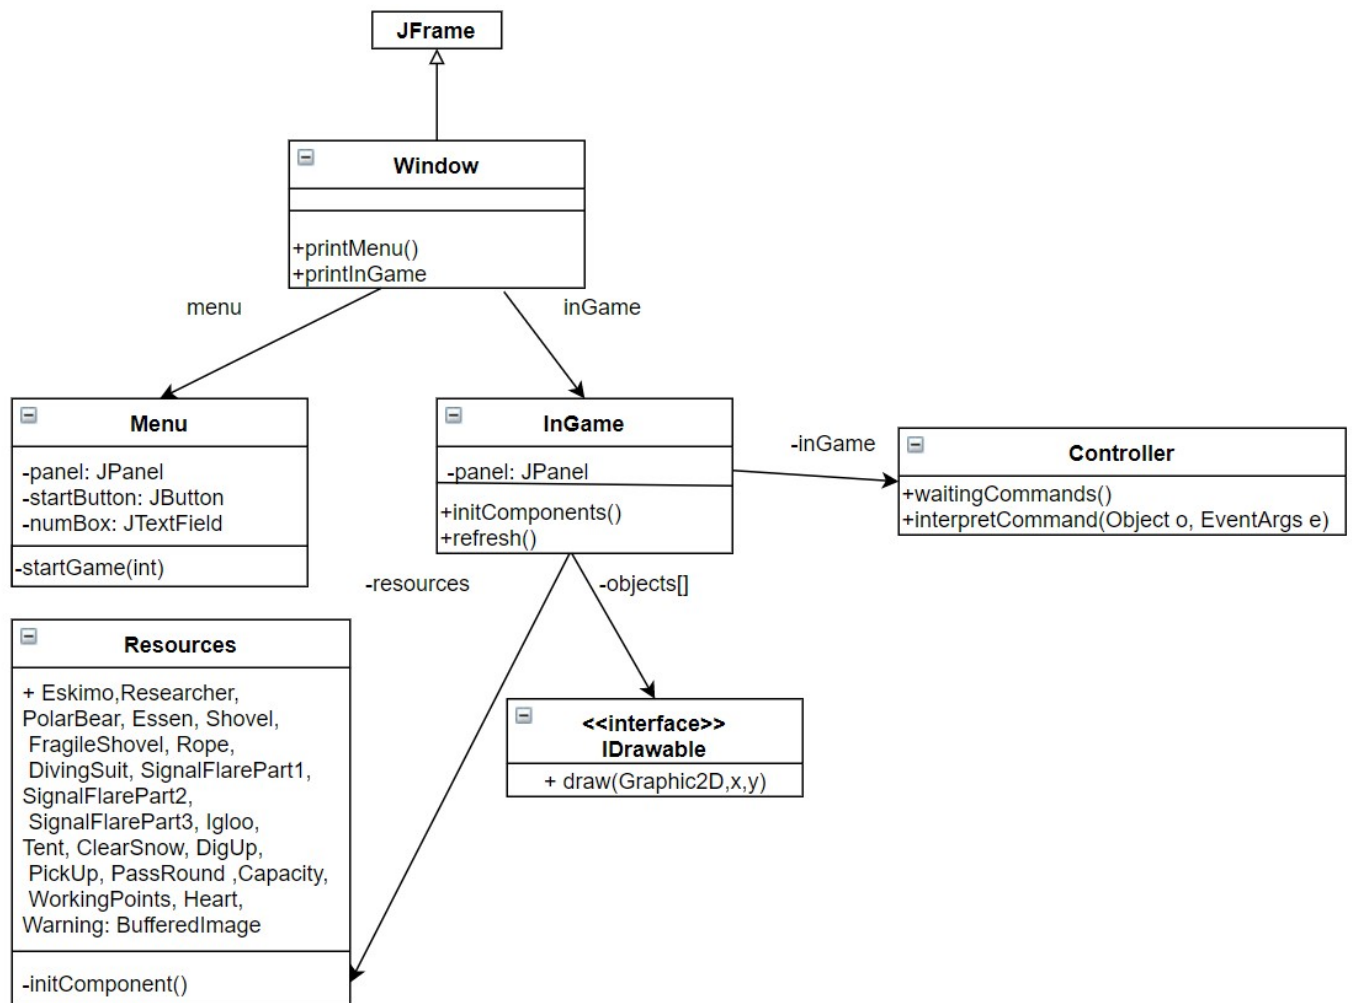 JFrame
Window
+printMenu()
+printInGame
menu
inGame
Menu
-panel: JPanel
-startButton: JButton
-numBox: JTextField
-startGame(int)
InGame
-panel: JPanel
+initComponents()
+refresh()
-inGame
Controller
+waitingCommands()
+interpretCommand(Object o, EventArgs e)
-resources
-objects[]
Resources
+ Eskimo,Researcher,
PolarBear, Essen, Shovel,
FragileShovel, Rope,
DivingSuit, SignalFlarePart1,
SignalFlarePart2,
SignalFlarePart3, Igloo,
Tent, ClearSnow, DigUp,
PickUp, PassRound ,Capacity,
WorkingPoints, Heart,
Warning: BufferedImage
-initComponent()
<<interface>>
IDrawable
+ draw(Graphic2D,x,y)